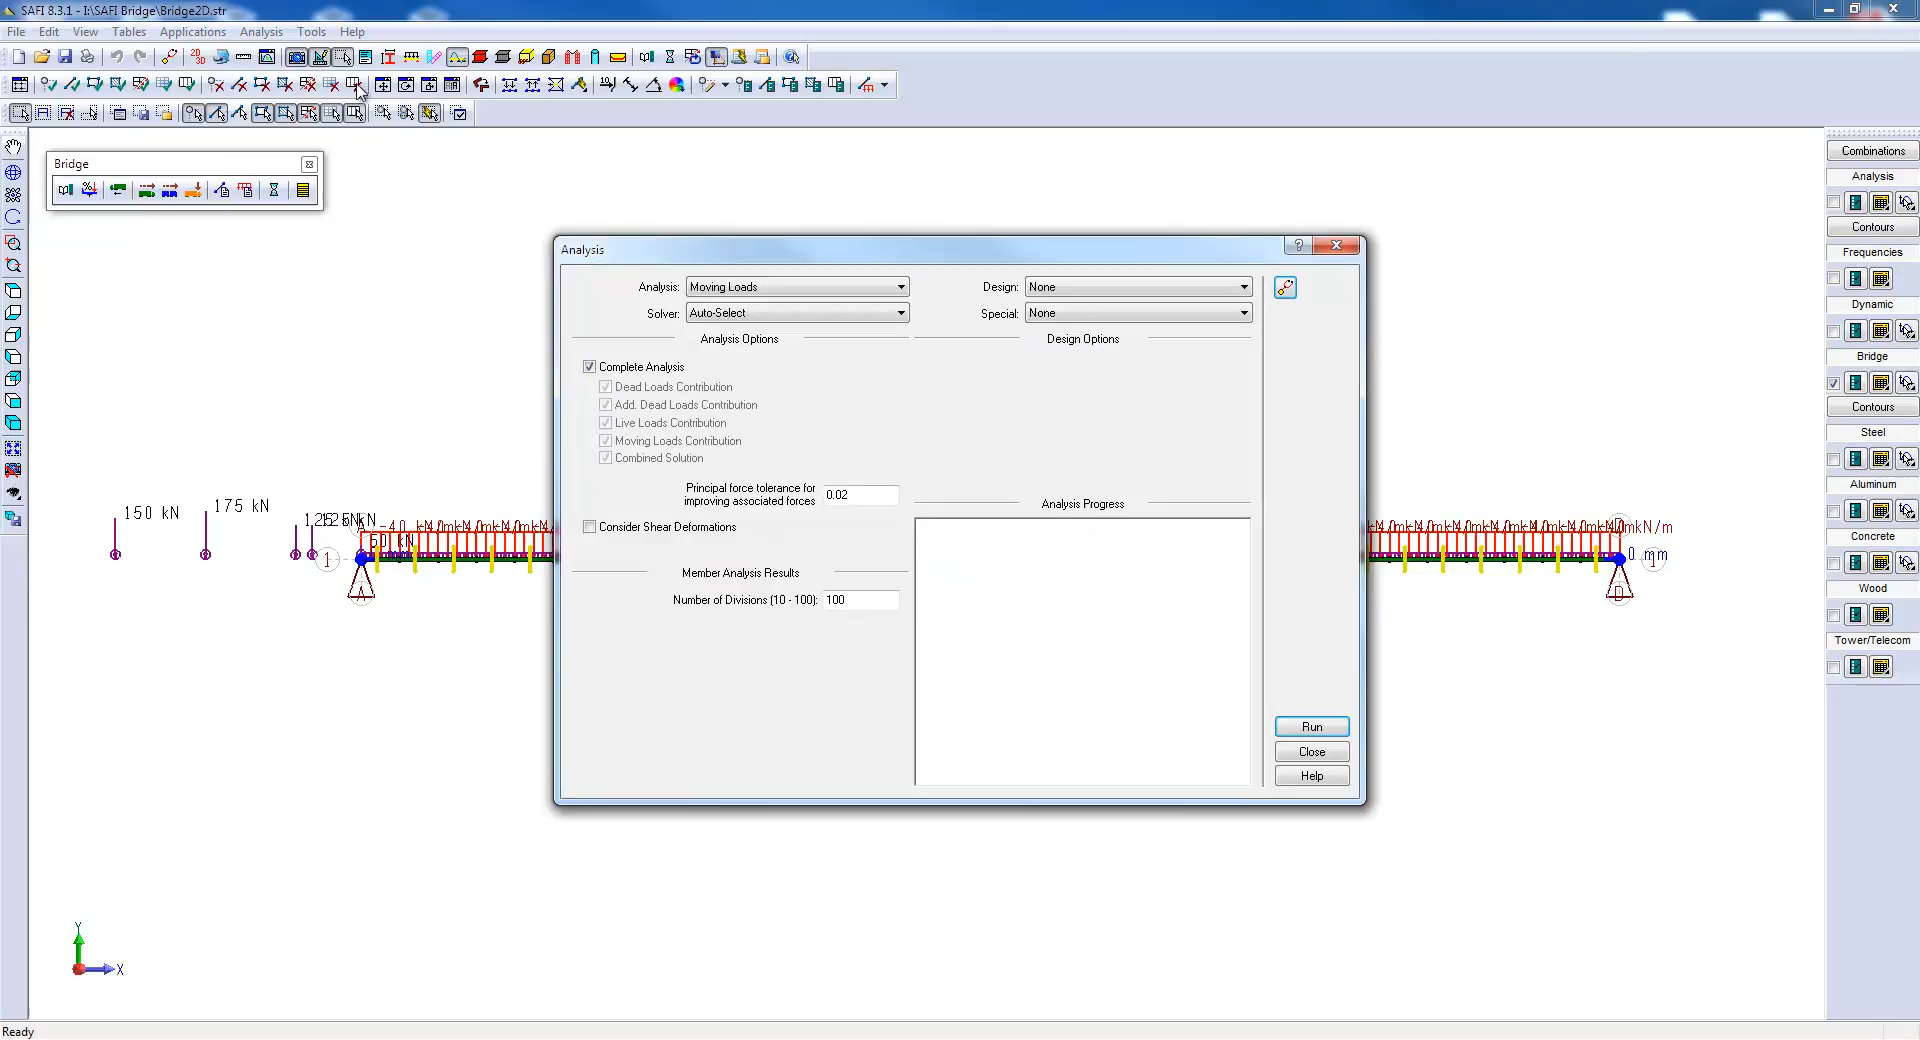 SAFI 8.3.1 - I:\SAFI Bridge\Bridge2D.str
File Edit View Tables Applications Analysis Tools Help
Bridge
Analysis
Analysis: Moving Loads
Design: None
Solver: Auto-Select
Special: None
Analysis Options
Design Options
Complete Analysis
Dead Loads Contribution
Add. Dead Loads Contribution
Live Loads Contribution
Moving Loads Contribution
Combined Solution
Principal force tolerance for
improving associated forces 0.02
Analysis Progress
Consider Shear Deformations
Member Analysis Results
Number of Divisions (10 - 100): 100
Run
Close
Help
150 kN
175 kN
1
A
0 mm
1
D
Combinations
Analysis
Contours
Frequencies
Dynamic
Bridge
Contours
Steel
Aluminum
Concrete
Wood
Tower/Telecom
Y
X
Ready